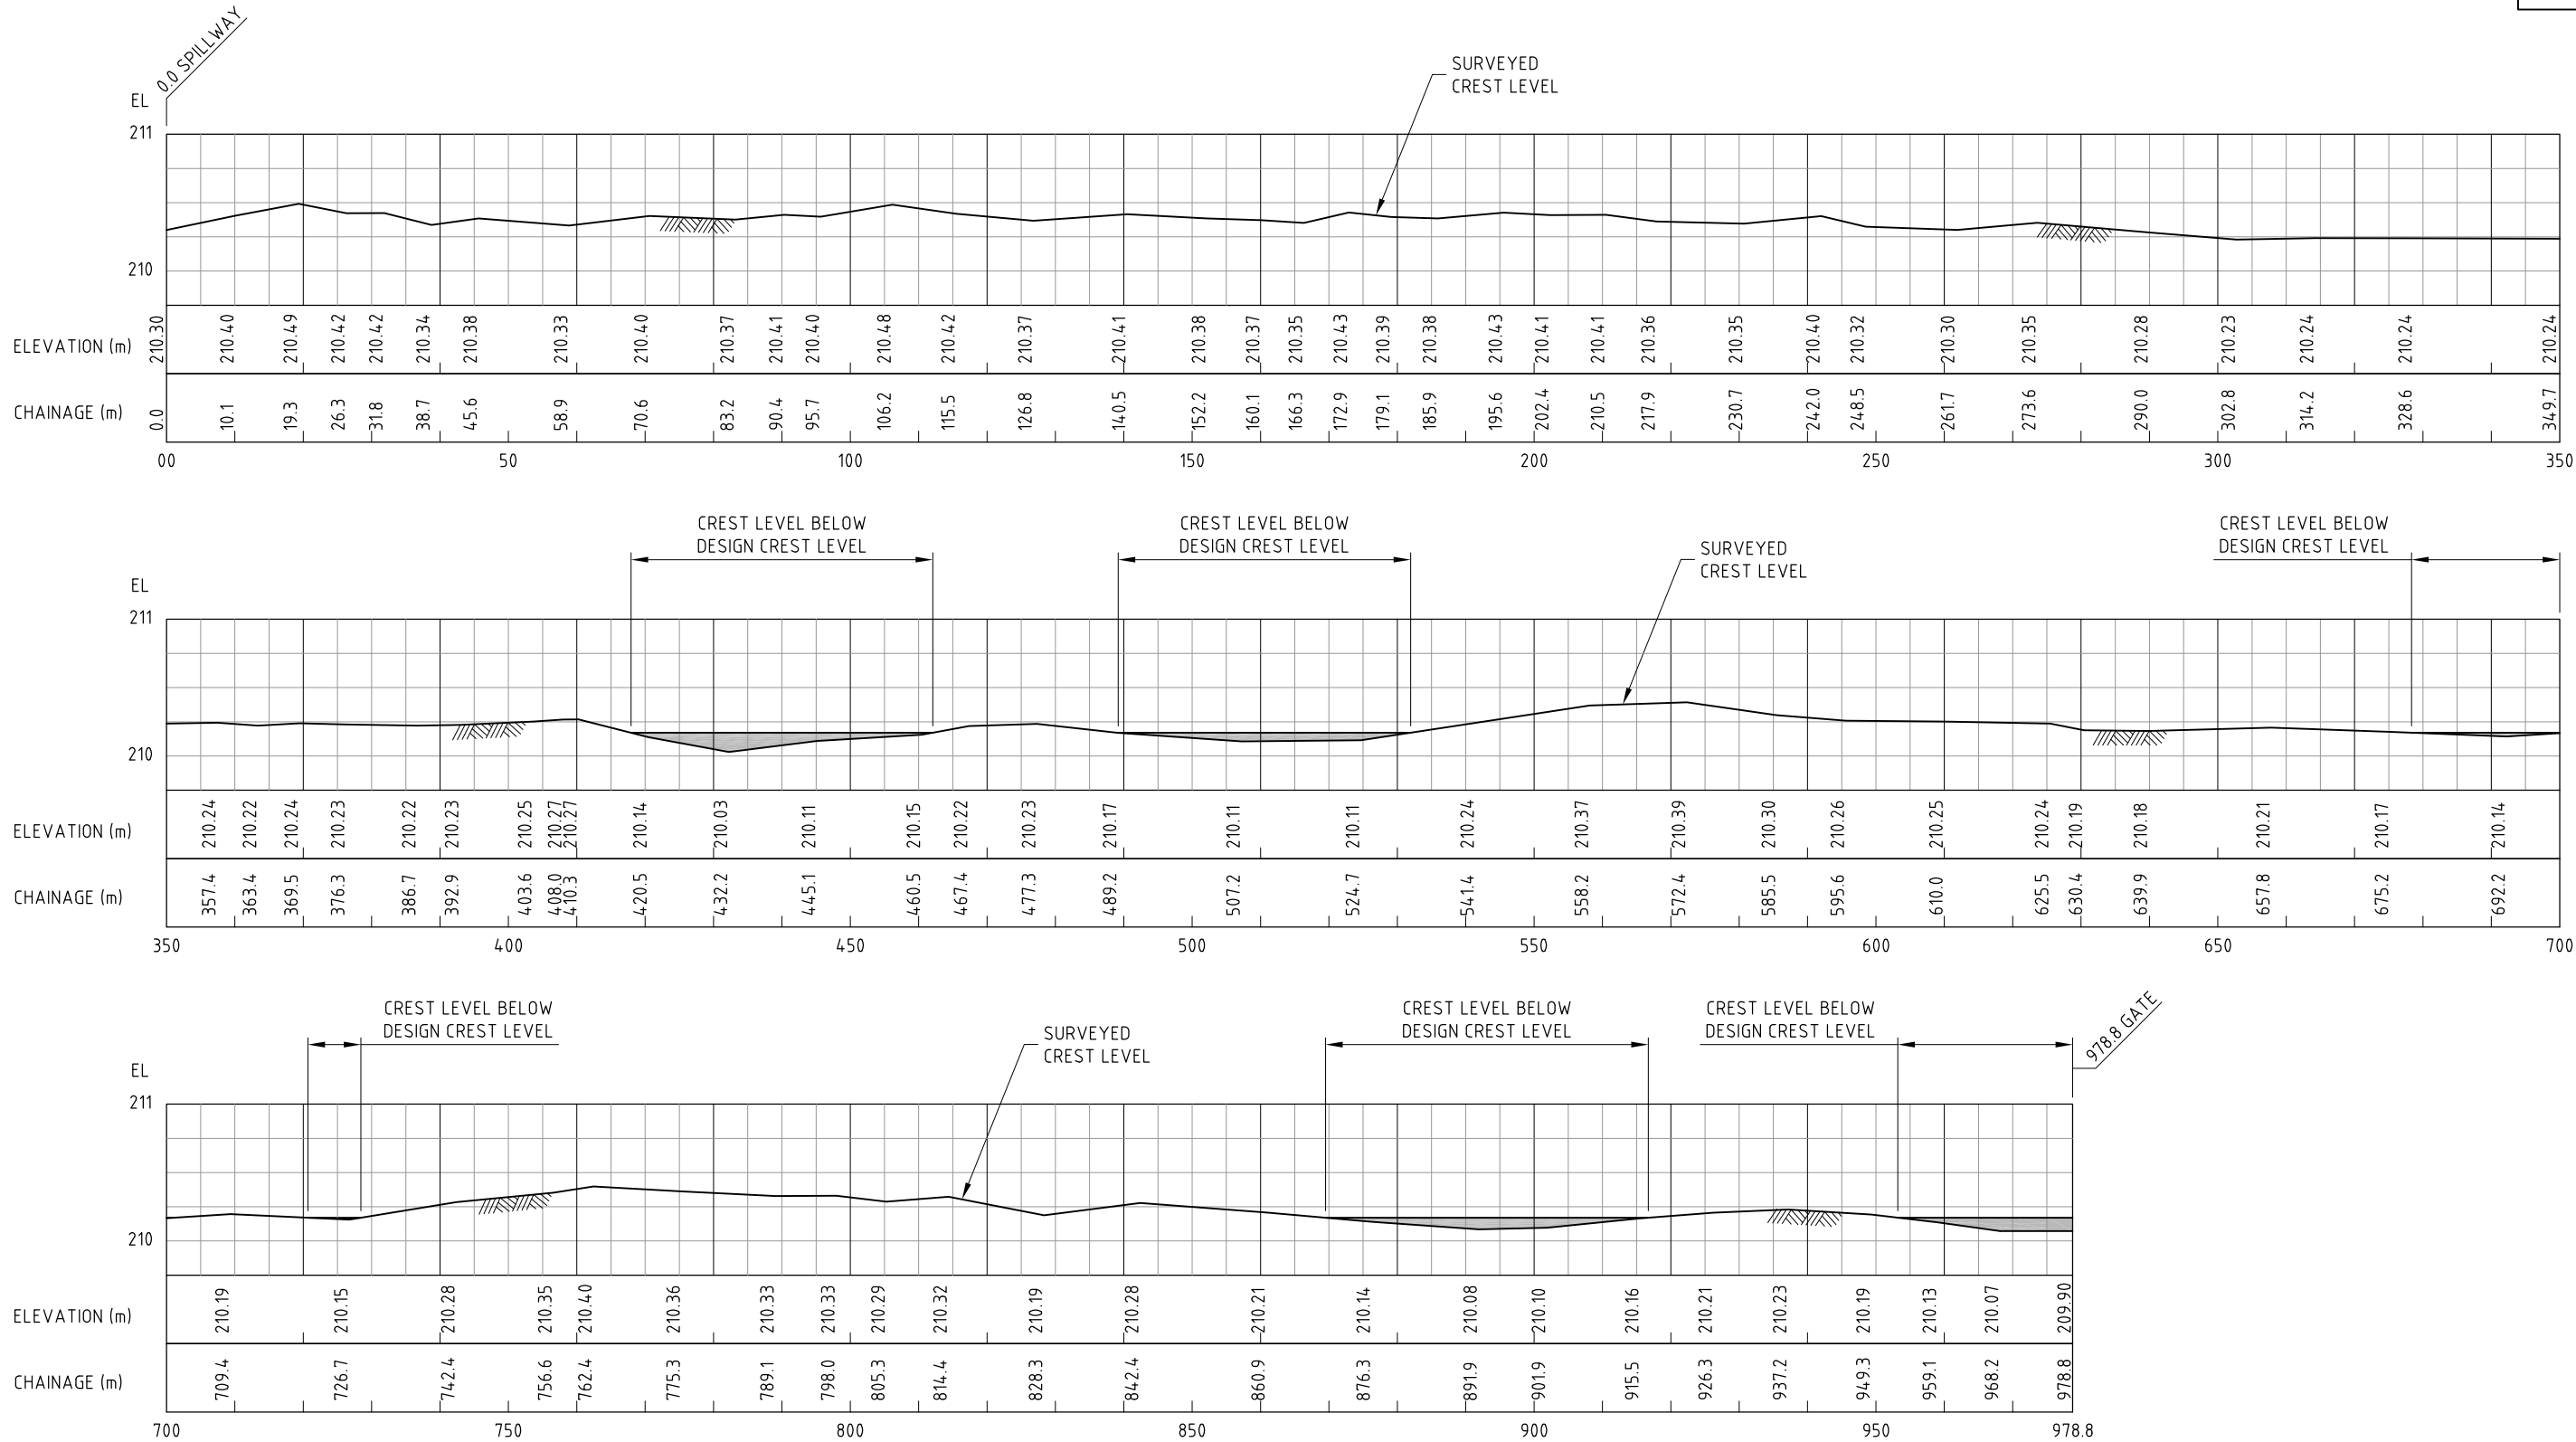 0.0 SPILLWAY
SURVEYED
CREST LEVEL
EL
211
210
ELEVATION (m) 210.30 210.40 210.49 210.42 210.42 210.34 210.38 210.33 210.40 210.37 210.41 210.40 210.48 210.42 210.37 210.41 210.38 210.37 210.35 210.43 210.39 210.38 210.43 210.41 210.41 210.36 210.35 210.40 210.32 210.30 210.35 210.28 210.23 210.24 210.24 210.24
CHAINAGE (m) 0.0 10.1 19.3 26.3 31.8 38.7 45.6 58.9 70.6 83.2 90.4 95.7 106.2 115.5 126.8 140.5 152.2 160.1 166.3 172.9 179.1 185.9 195.6 202.4 210.5 217.9 230.7 242.0 248.5 261.7 273.6 290.0 302.8 314.2 328.6 349.7
00 50 100 150 200 250 300 350
CREST LEVEL BELOW
DESIGN CREST LEVEL
CREST LEVEL BELOW
DESIGN CREST LEVEL
SURVEYED
CREST LEVEL
CREST LEVEL BELOW
DESIGN CREST LEVEL
EL
211
210
ELEVATION (m) 210.24 210.22 210.24 210.23 210.22 210.23 210.25 210.27 210.27 210.14 210.03 210.11 210.15 210.22 210.23 210.17 210.11 210.11 210.24 210.37 210.39 210.30 210.26 210.25 210.24 210.19 210.18 210.21 210.17 210.14
CHAINAGE (m) 357.4 363.4 369.5 376.3 386.7 392.9 403.6 408.0 410.3 420.5 432.2 445.1 460.5 467.4 477.3 489.2 507.2 524.7 541.4 558.2 572.4 585.5 595.6 610.0 625.5 630.4 639.9 657.8 675.2 692.2
350 400 450 500 550 600 650 700
CREST LEVEL BELOW
DESIGN CREST LEVEL
SURVEYED
CREST LEVEL
CREST LEVEL BELOW
DESIGN CREST LEVEL
CREST LEVEL BELOW
DESIGN CREST LEVEL
978.8 GATE
EL
211
210
ELEVATION (m) 210.19 210.15 210.28 210.35 210.40 210.36 210.33 210.33 210.29 210.32 210.19 210.28 210.21 210.14 210.08 210.10 210.16 210.21 210.23 210.19 210.13 210.07 209.90
CHAINAGE (m) 709.4 726.7 742.4 756.6 762.4 775.3 789.1 798.0 805.3 814.4 828.3 842.4 860.9 876.3 891.9 901.9 915.5 926.3 937.2 949.3 959.1 968.2 978.8
700 750 800 850 900 950 978.8